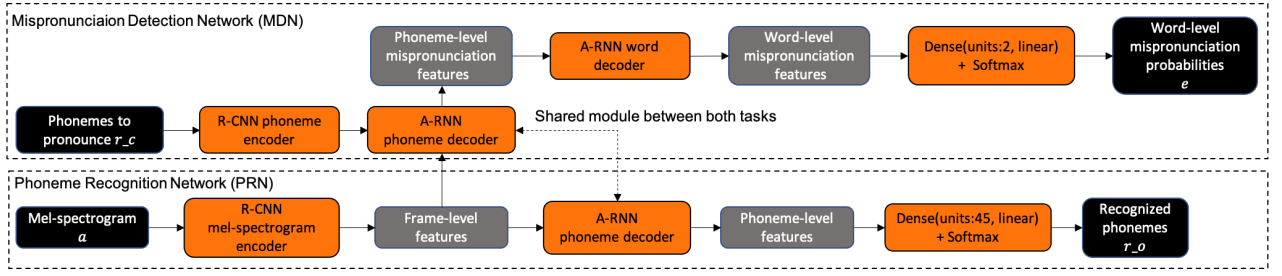 Mispronunciaion Detection Network (MDN)
Phoneme-level
mispronunciation
features
A-RNN word
decoder
Word-level
mispronunciation
features
Dense(units:2, linear)
+ Softmax
Word-level
mispronunciation
probabilities
e
Phonemes to
pronounce r_c
R-CNN phoneme
encoder
A-RNN
phoneme decoder
Shared module between both tasks
Phoneme Recognition Network (PRN)
Mel-spectrogram
a
R-CNN
mel-spectrogram
encoder
Frame-level
features
A-RNN
phoneme decoder
Phoneme-level
features
Dense(units:45, linear)
+ Softmax
Recognized
phonemes
r_o